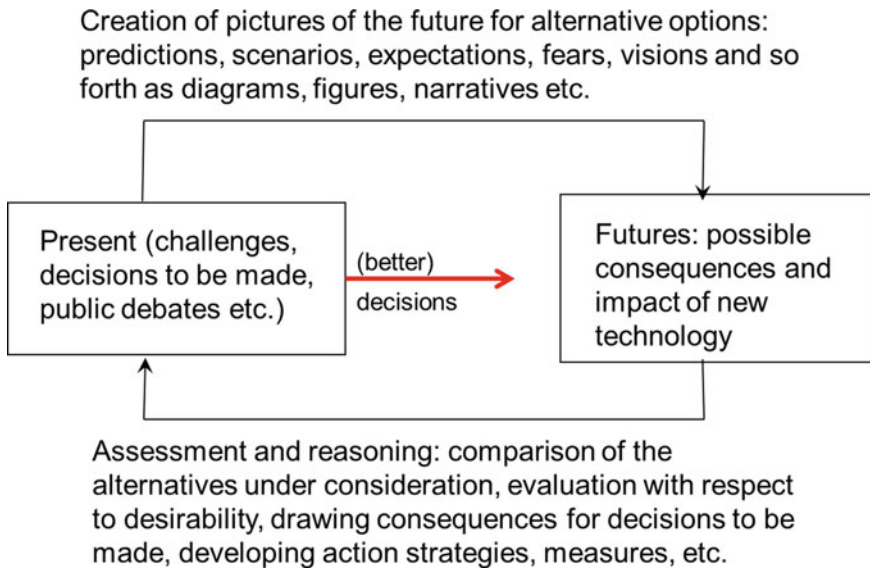 Creation of pictures of the future for alternative options:
predictions, scenarios, expectations, fears, visions and so
forth as diagrams, figures, narratives etc.
Present (challenges,
decisions to be made,
public debates etc.)
(better)
decisions
Futures: possible
consequences and
impact of new
technology
Assessment and reasoning: comparison of the
alternatives under consideration, evaluation with respect
to desirability, drawing consequences for decisions to be
made, developing action strategies, measures, etc.